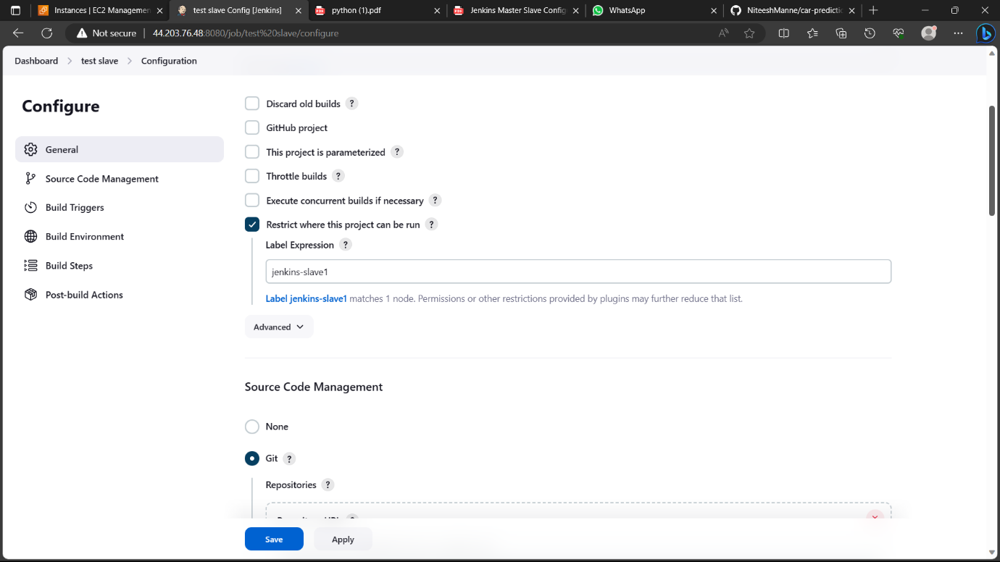 Instances | EC2 Managemen
test slave Config [Jenkins]
python (1).pdf
Jenkins Master Slave Config
WhatsApp
NiteeshManne/car-predictio
Not secure
44.203.76.48:8080/job/test%20slave/configure
Dashboard > test slave > Configuration
Configure
General
Source Code Management
Build Triggers
Build Environment
Build Steps
Post-build Actions
Discard old builds ?
GitHub project
This project is parameterized ?
Throttle builds ?
Execute concurrent builds if necessary ?
Restrict where this project can be run ?
Label Expression ?
jenkins-slave1
Label jenkins-slave1 matches 1 node. Permissions or other restrictions provided by plugins may further reduce that list.
Advanced
Source Code Management
None
Git ?
Repositories ?
Save
Apply